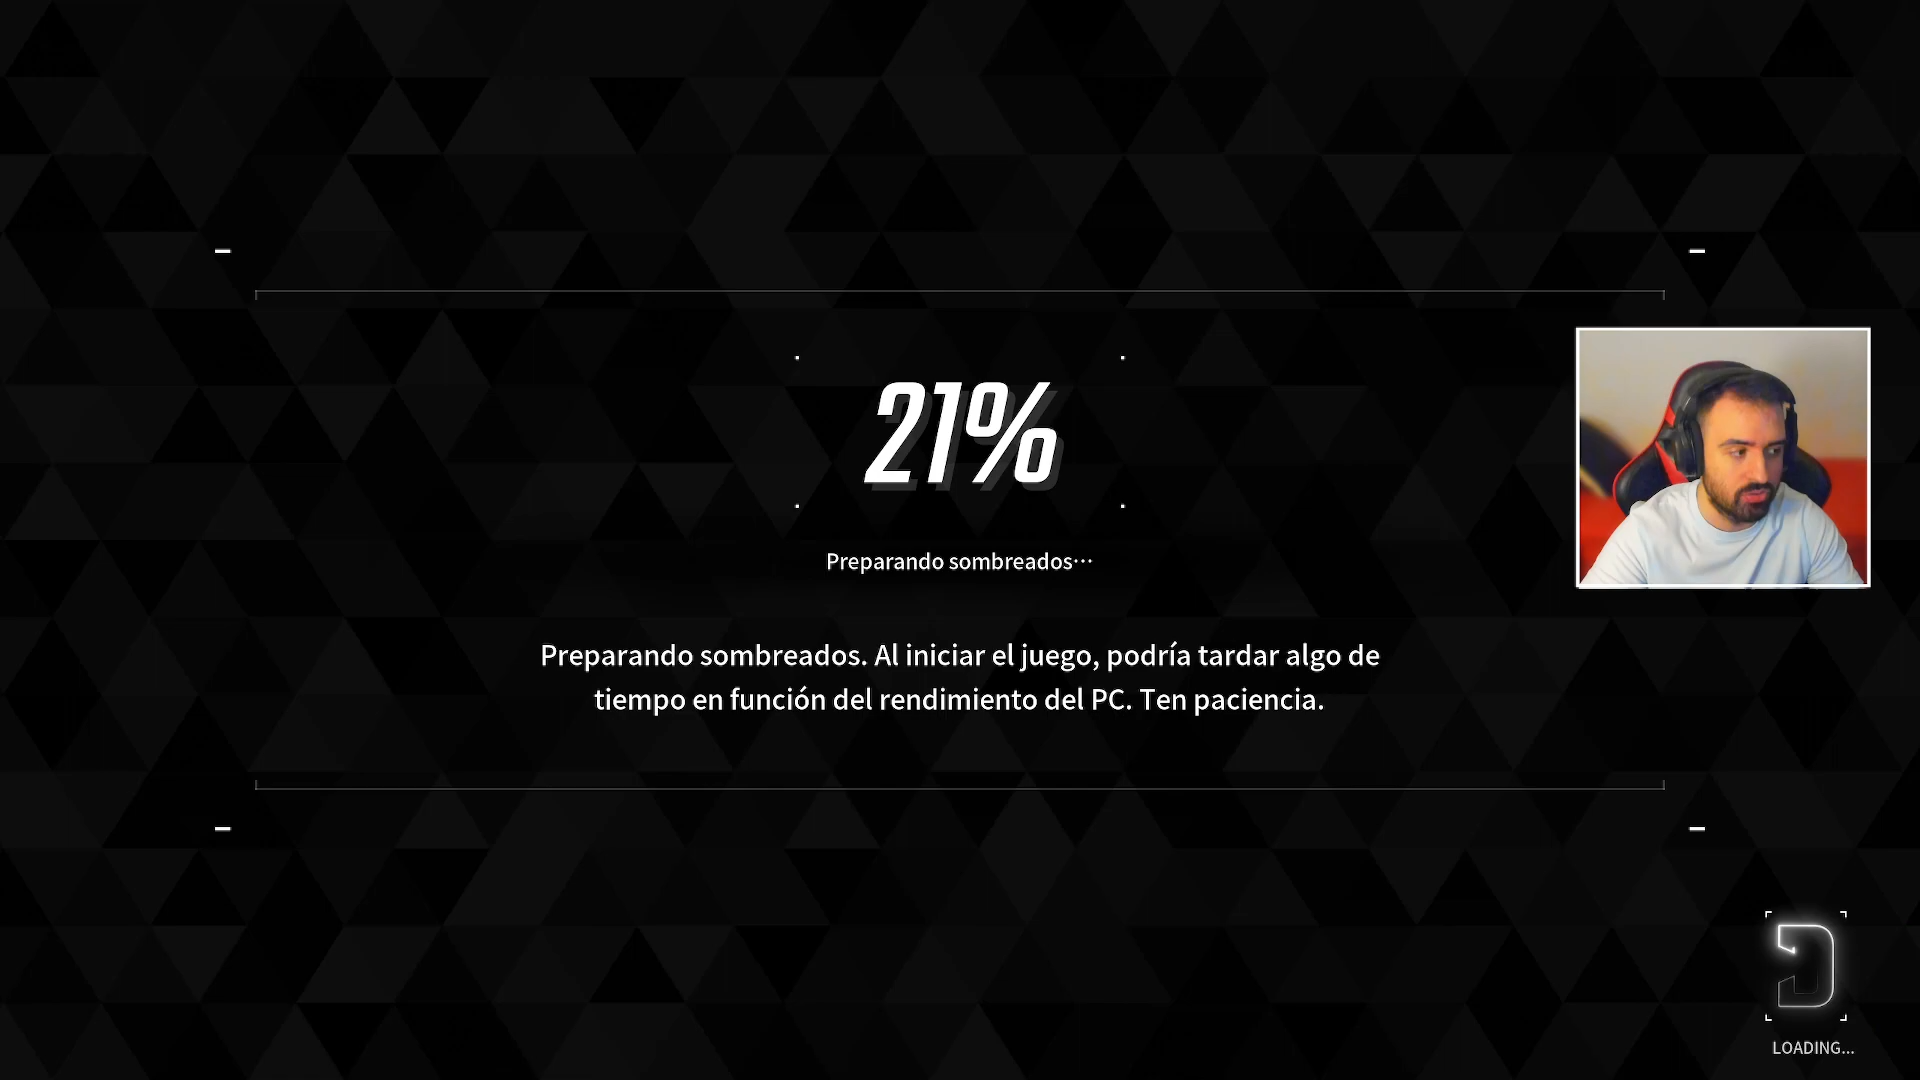 21%
Preparando sombreados···
Preparando sombreados. Al iniciar el juego, podría tardar algo de
tiempo en función del rendimiento del PC. Ten paciencia.
LOADING...